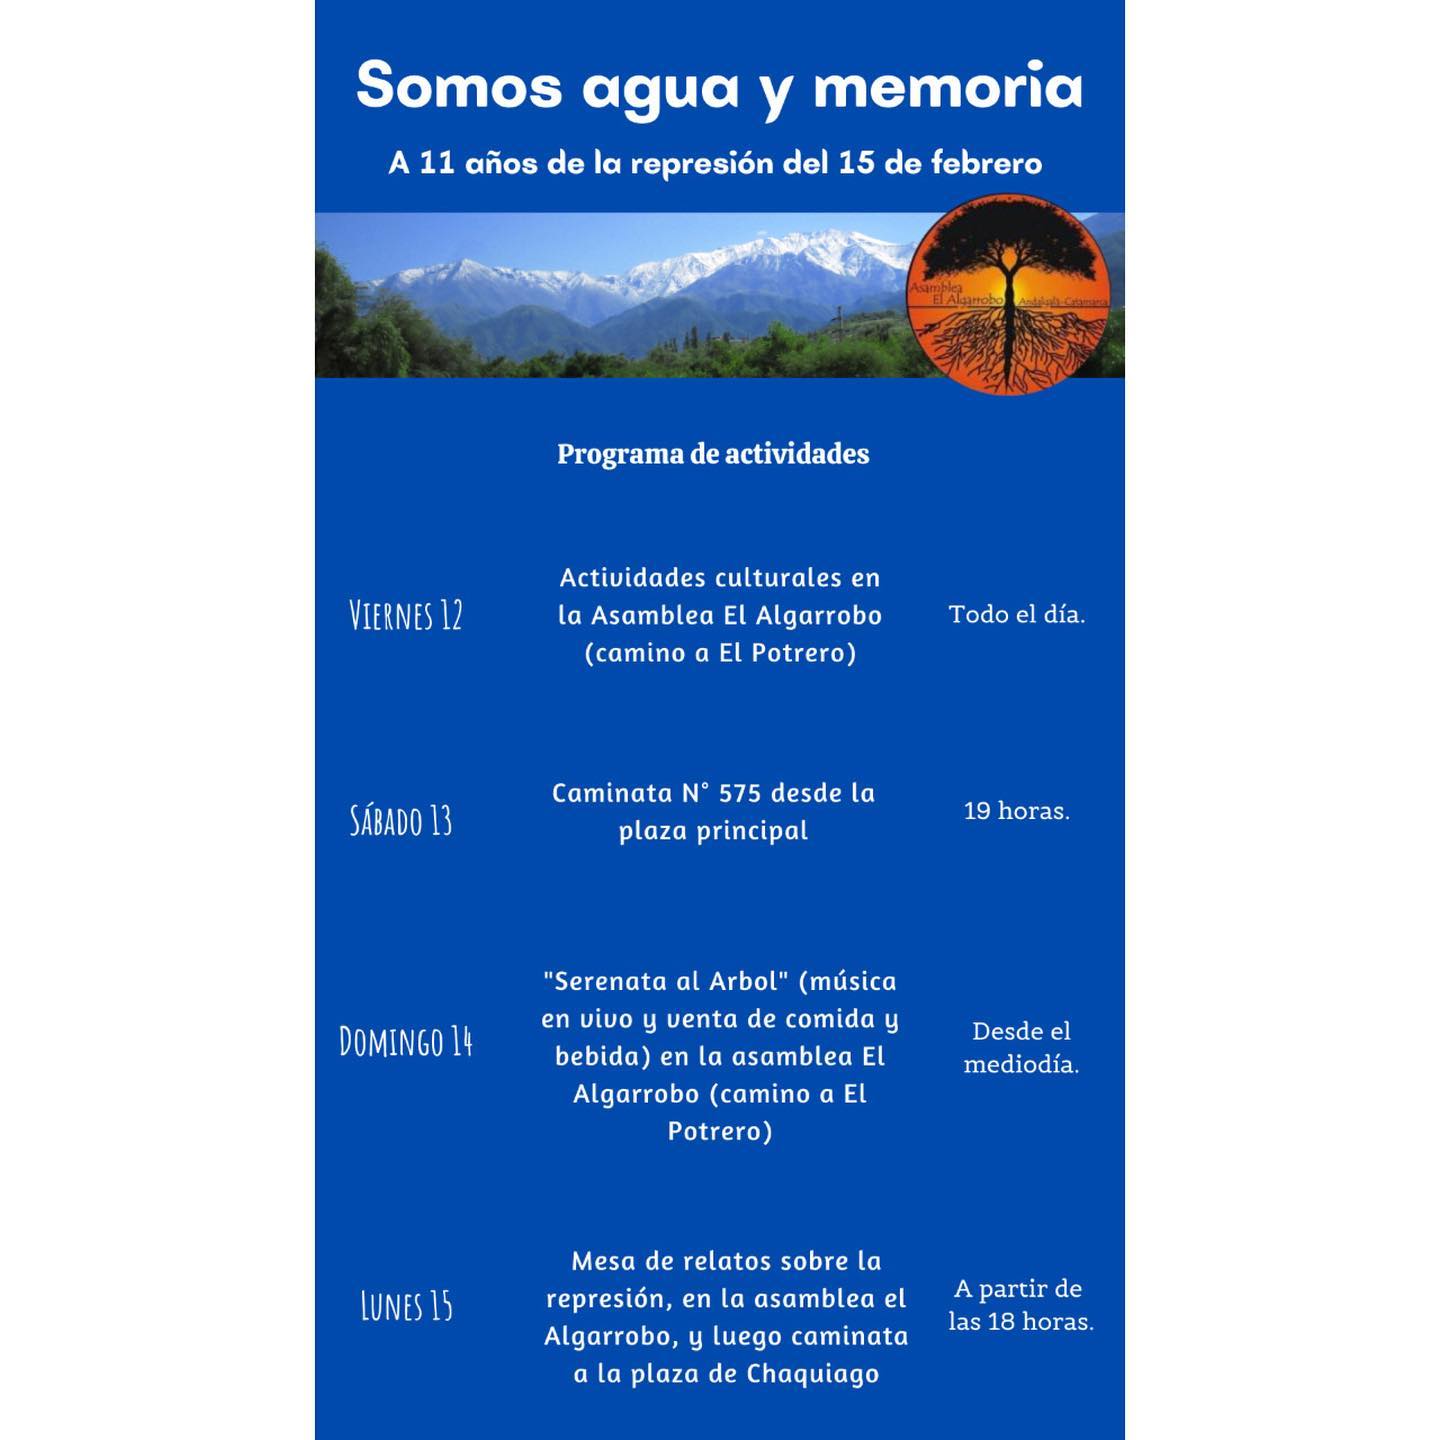 Somos agua y memoria
A 11 años de la represión del 15 de febrero
Asamblea
El Algarrobo
Andalgalá-Catamarca
Programa de actividades
VIERNES 12
Actividades culturales en
la Asamblea El Algarrobo
(camino a El Potrero)
Todo el día.
SÁBADO 13
Caminata N° 575 desde la
plaza principal
19 horas.
DOMINGO 14
"Serenata al Arbol" (música
en vivo y venta de comida y
bebida) en la asamblea El
Algarrobo (camino a El
Potrero)
Desde el
mediodía.
LUNES 15
Mesa de relatos sobre la
represión, en la asamblea el
Algarrobo, y luego caminata
a la plaza de Chaquiago
A partir de
las 18 horas.